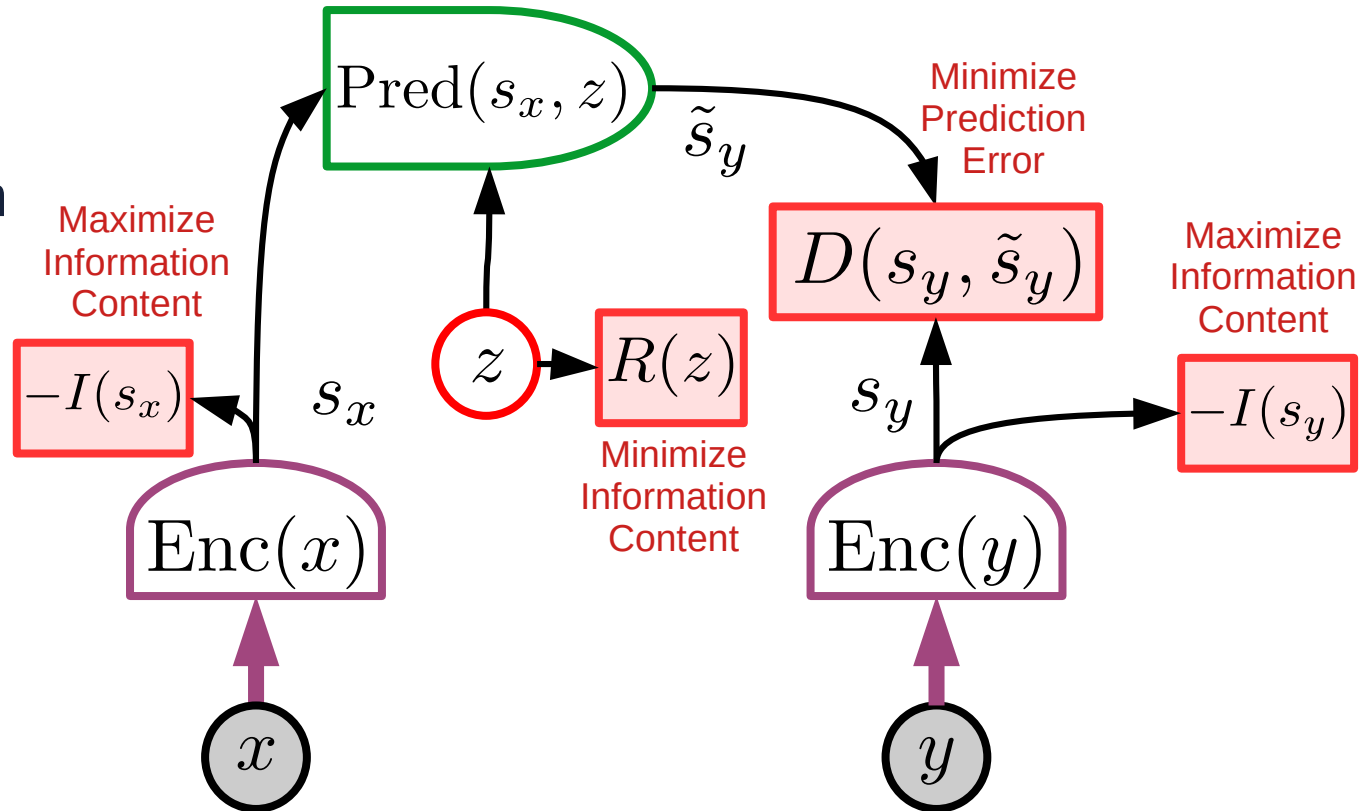 Pred(s_x, z)
s̃_y
Minimize
Prediction
Error
n
Maximize
Information
Content
D(s_y, s̃_y)
Maximize
Information
Content
-I(s_x)
s_x
z
R(z)
s_y
-I(s_y)
Minimize
Information
Content
Enc(x)
Enc(y)
x
y